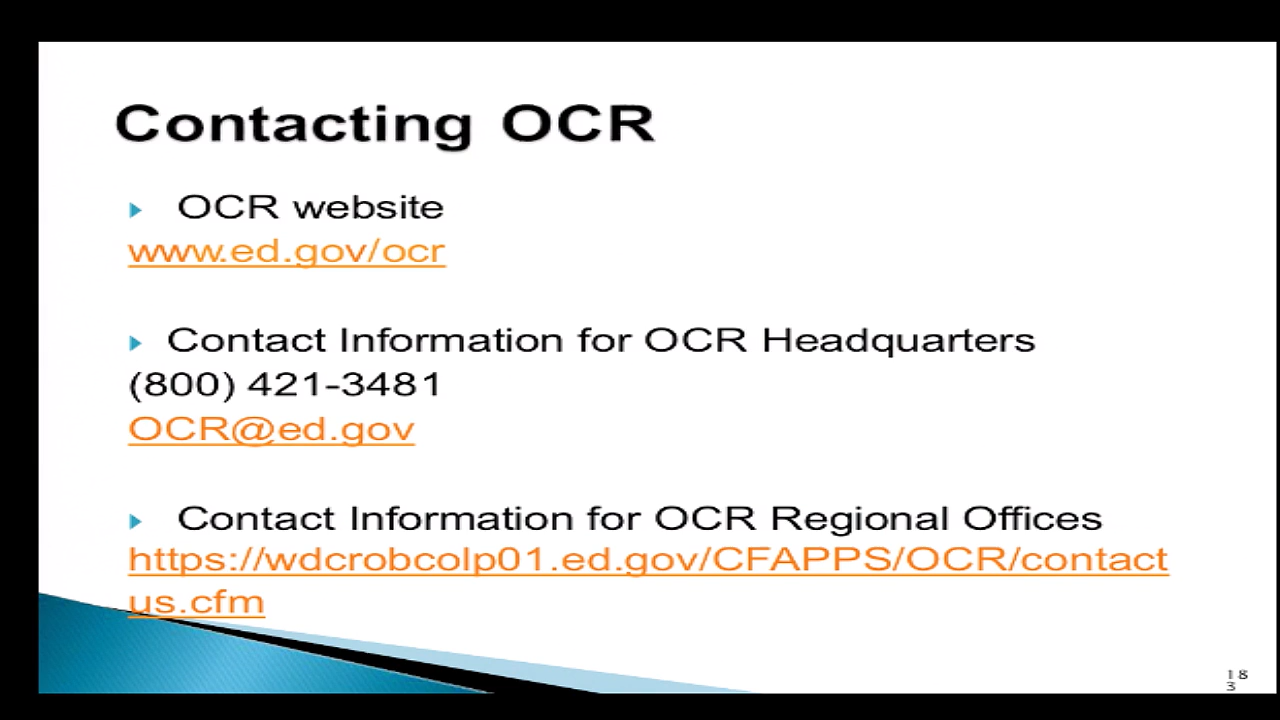 Contacting OCR
OCR website
www.ed.gov/ocr
Contact Information for OCR Headquarters
(800) 421-3481
OCR@ed.gov
Contact Information for OCR Regional Offices
https://wdcrobcolp01.ed.gov/CFAPPS/OCR/contact
us.cfm
18
3